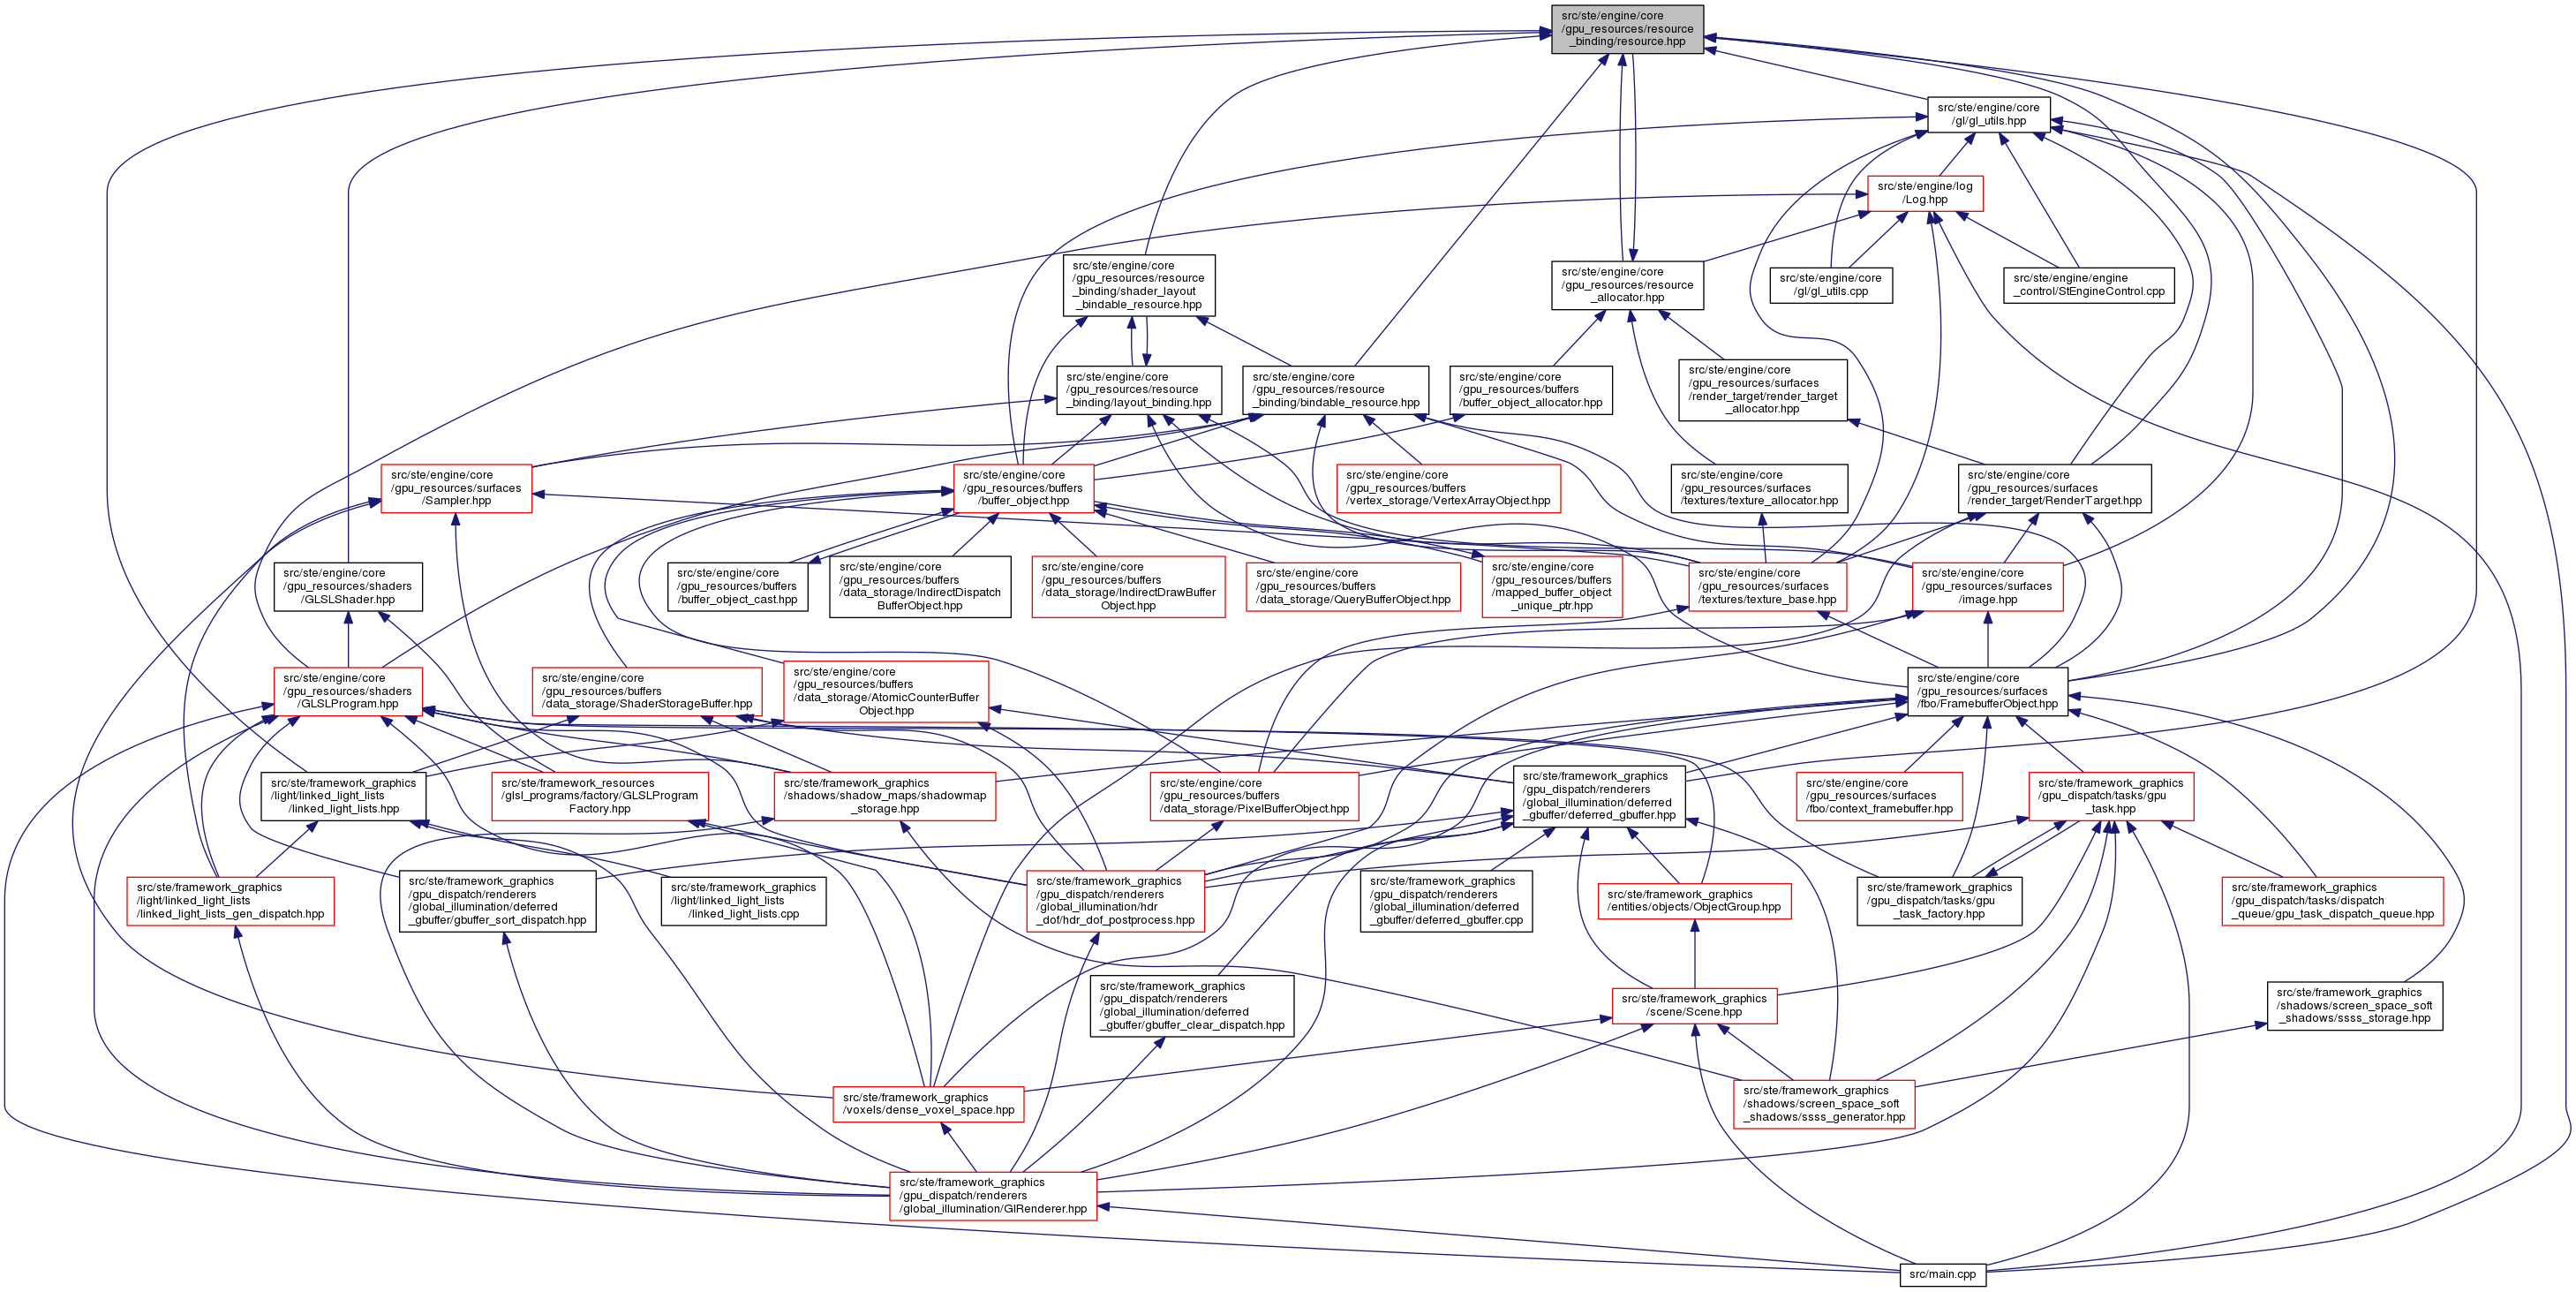 src/ste/engine/core
/gpu_resources/resource
_binding/resource.hpp
src/ste/engine/core
/gl/gl_utils.hpp
src/ste/engine/log
/Log.hpp
src/ste/engine/core
/gpu_resources/resource
_binding/shader_layout
_bindable_resource.hpp
src/ste/engine/core
/gpu_resources/resource
_allocator.hpp
src/ste/engine/core
/gl/gl_utils.cpp
src/ste/engine/engine
_control/StEngineControl.cpp
src/ste/engine/core
/gpu_resources/resource
_binding/layout_binding.hpp
src/ste/engine/core
/gpu_resources/resource
_binding/bindable_resource.hpp
src/ste/engine/core
/gpu_resources/buffers
/buffer_object_allocator.hpp
src/ste/engine/core
/gpu_resources/surfaces
/render_target/render_target
_allocator.hpp
src/ste/engine/core
/gpu_resources/surfaces
/Sampler.hpp
src/ste/engine/core
/gpu_resources/buffers
/buffer_object.hpp
src/ste/engine/core
/gpu_resources/buffers
/vertex_storage/VertexArrayObject.hpp
src/ste/engine/core
/gpu_resources/surfaces
/textures/texture_allocator.hpp
src/ste/engine/core
/gpu_resources/surfaces
/render_target/RenderTarget.hpp
src/ste/engine/core
/gpu_resources/shaders
/GLSLShader.hpp
src/ste/engine/core
/gpu_resources/buffers
/buffer_object_cast.hpp
src/ste/engine/core
/gpu_resources/buffers
/data_storage/IndirectDispatch
BufferObject.hpp
src/ste/engine/core
/gpu_resources/buffers
/data_storage/IndirectDrawBuffer
Object.hpp
src/ste/engine/core
/gpu_resources/buffers
/data_storage/QueryBufferObject.hpp
src/ste/engine/core
/gpu_resources/buffers
/mapped_buffer_object
_unique_ptr.hpp
src/ste/engine/core
/gpu_resources/surfaces
/textures/texture_base.hpp
src/ste/engine/core
/gpu_resources/surfaces
/image.hpp
src/ste/engine/core
/gpu_resources/shaders
/GLSLProgram.hpp
src/ste/engine/core
/gpu_resources/buffers
/data_storage/ShaderStorageBuffer.hpp
src/ste/engine/core
/gpu_resources/buffers
/data_storage/AtomicCounterBuffer
Object.hpp
src/ste/engine/core
/gpu_resources/surfaces
/fbo/FramebufferObject.hpp
src/ste/framework_graphics
/light/linked_light_lists
/linked_light_lists.hpp
src/ste/framework_resources
/glsl_programs/factory/GLSLProgram
Factory.hpp
src/ste/framework_graphics
/shadows/shadow_maps/shadowmap
_storage.hpp
src/ste/engine/core
/gpu_resources/buffers
/data_storage/PixelBufferObject.hpp
src/ste/framework_graphics
/gpu_dispatch/renderers
/global_illumination/deferred
_gbuffer/deferred_gbuffer.hpp
src/ste/engine/core
/gpu_resources/surfaces
/fbo/context_framebuffer.hpp
src/ste/framework_graphics
/gpu_dispatch/tasks/gpu
_task.hpp
src/ste/framework_graphics
/light/linked_light_lists
/linked_light_lists_gen_dispatch.hpp
src/ste/framework_graphics
/gpu_dispatch/renderers
/global_illumination/deferred
_gbuffer/gbuffer_sort_dispatch.hpp
src/ste/framework_graphics
/light/linked_light_lists
/linked_light_lists.cpp
src/ste/framework_graphics
/gpu_dispatch/renderers
/global_illumination/hdr
_dof/hdr_dof_postprocess.hpp
src/ste/framework_graphics
/gpu_dispatch/renderers
/global_illumination/deferred
_gbuffer/deferred_gbuffer.cpp
src/ste/framework_graphics
/entities/objects/ObjectGroup.hpp
src/ste/framework_graphics
/gpu_dispatch/tasks/gpu
_task_factory.hpp
src/ste/framework_graphics
/gpu_dispatch/tasks/dispatch
_queue/gpu_task_dispatch_queue.hpp
src/ste/framework_graphics
/gpu_dispatch/renderers
/global_illumination/deferred
_gbuffer/gbuffer_clear_dispatch.hpp
src/ste/framework_graphics
/scene/Scene.hpp
src/ste/framework_graphics
/shadows/screen_space_soft
_shadows/ssss_storage.hpp
src/ste/framework_graphics
/voxels/dense_voxel_space.hpp
src/ste/framework_graphics
/shadows/screen_space_soft
_shadows/ssss_generator.hpp
src/ste/framework_graphics
/gpu_dispatch/renderers
/global_illumination/GIRenderer.hpp
src/main.cpp